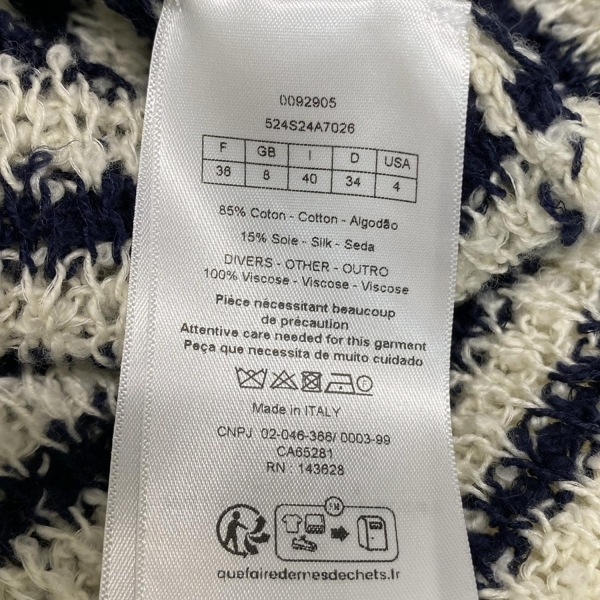 0092905
524S24A7026
F GB I D USA
36 8 40 34 4
85% Coton - Cotton - Algodão
15% Soie - Silk - Seda
DIVERS - OTHER - OUTRO
100% Viscose - Viscose - Viscose
Pièce nécessitant beaucoup
de précaution
Attentive care needed for this garment
Peça que necessita de muito cuidado
Made in ITALY
CNPJ 02-046-366/ 0003-99
CA65281
RN : 143628
FR
quefairedemesdechets.fr